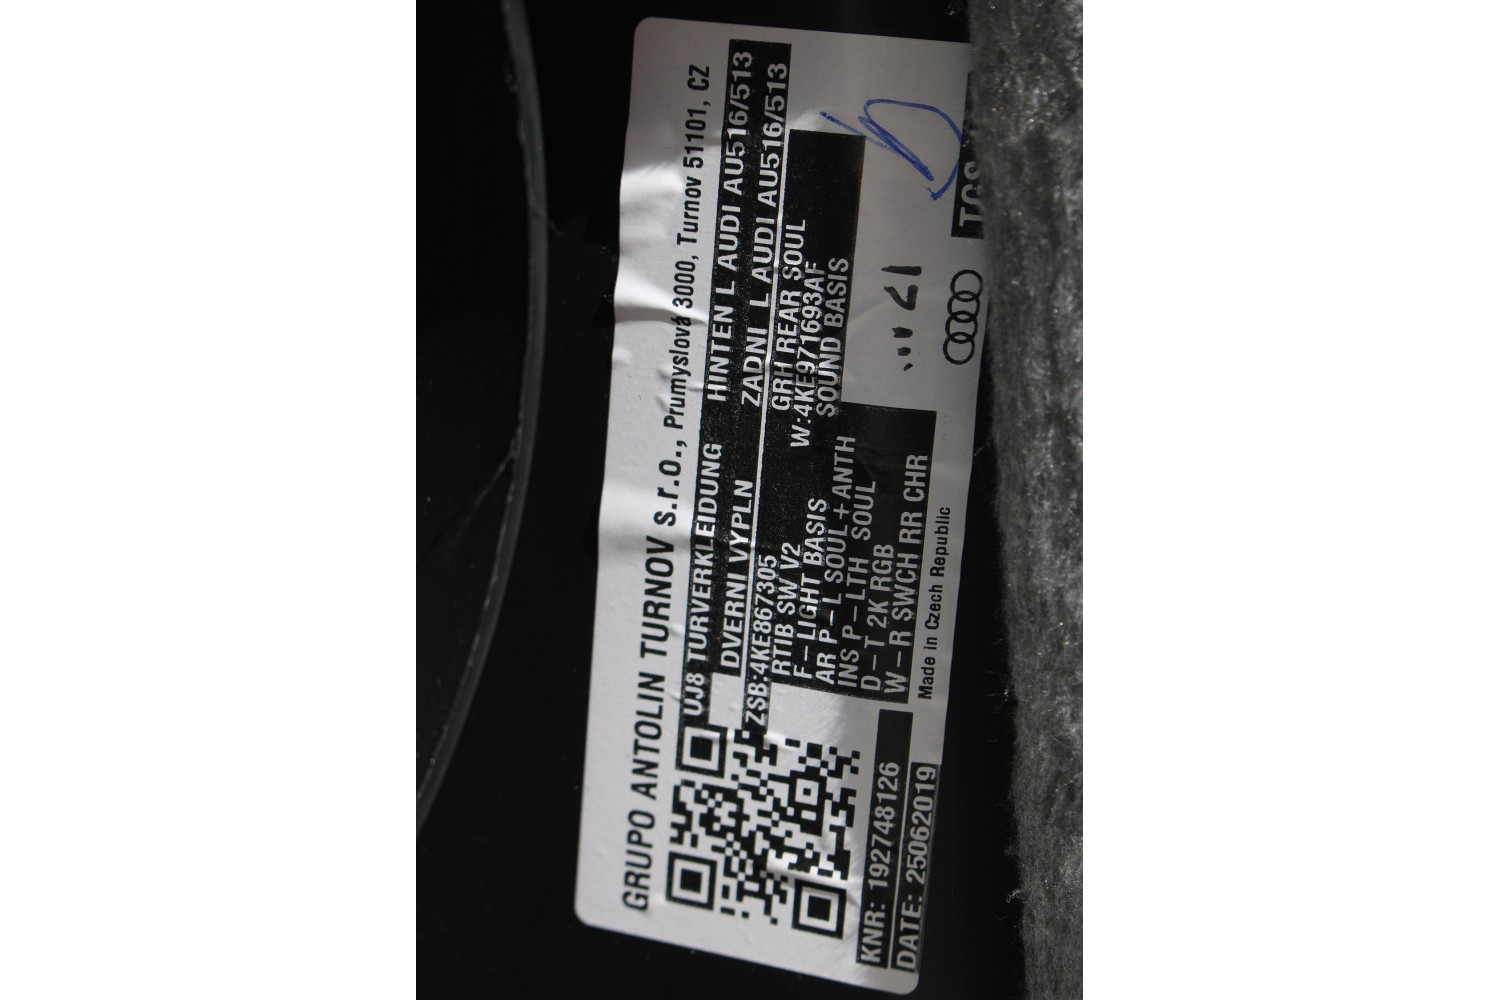 GRUPO ANTOLIN TURNOV s.r.o., Prumyslová 3000, Turnov 51101, CZ
UJ8 TURVERKLEIDUNG HINTEN L AUDI AU516/513
DVERNI VYPLN ZADNI L AUDI AU516/513
ZSB:4KE867305 GRH REAR SOUL
RTIB SW V2 W:4KE971693AF
F-LIGHT BASIS SOUND BASIS
AR P-L SOUL+ANTH
INS P-LTH SOUL
D-T 2K RGB
W-R SWCH RR CHR
Made in Czech Republic
KNR: 192748126
DATE: 25062019